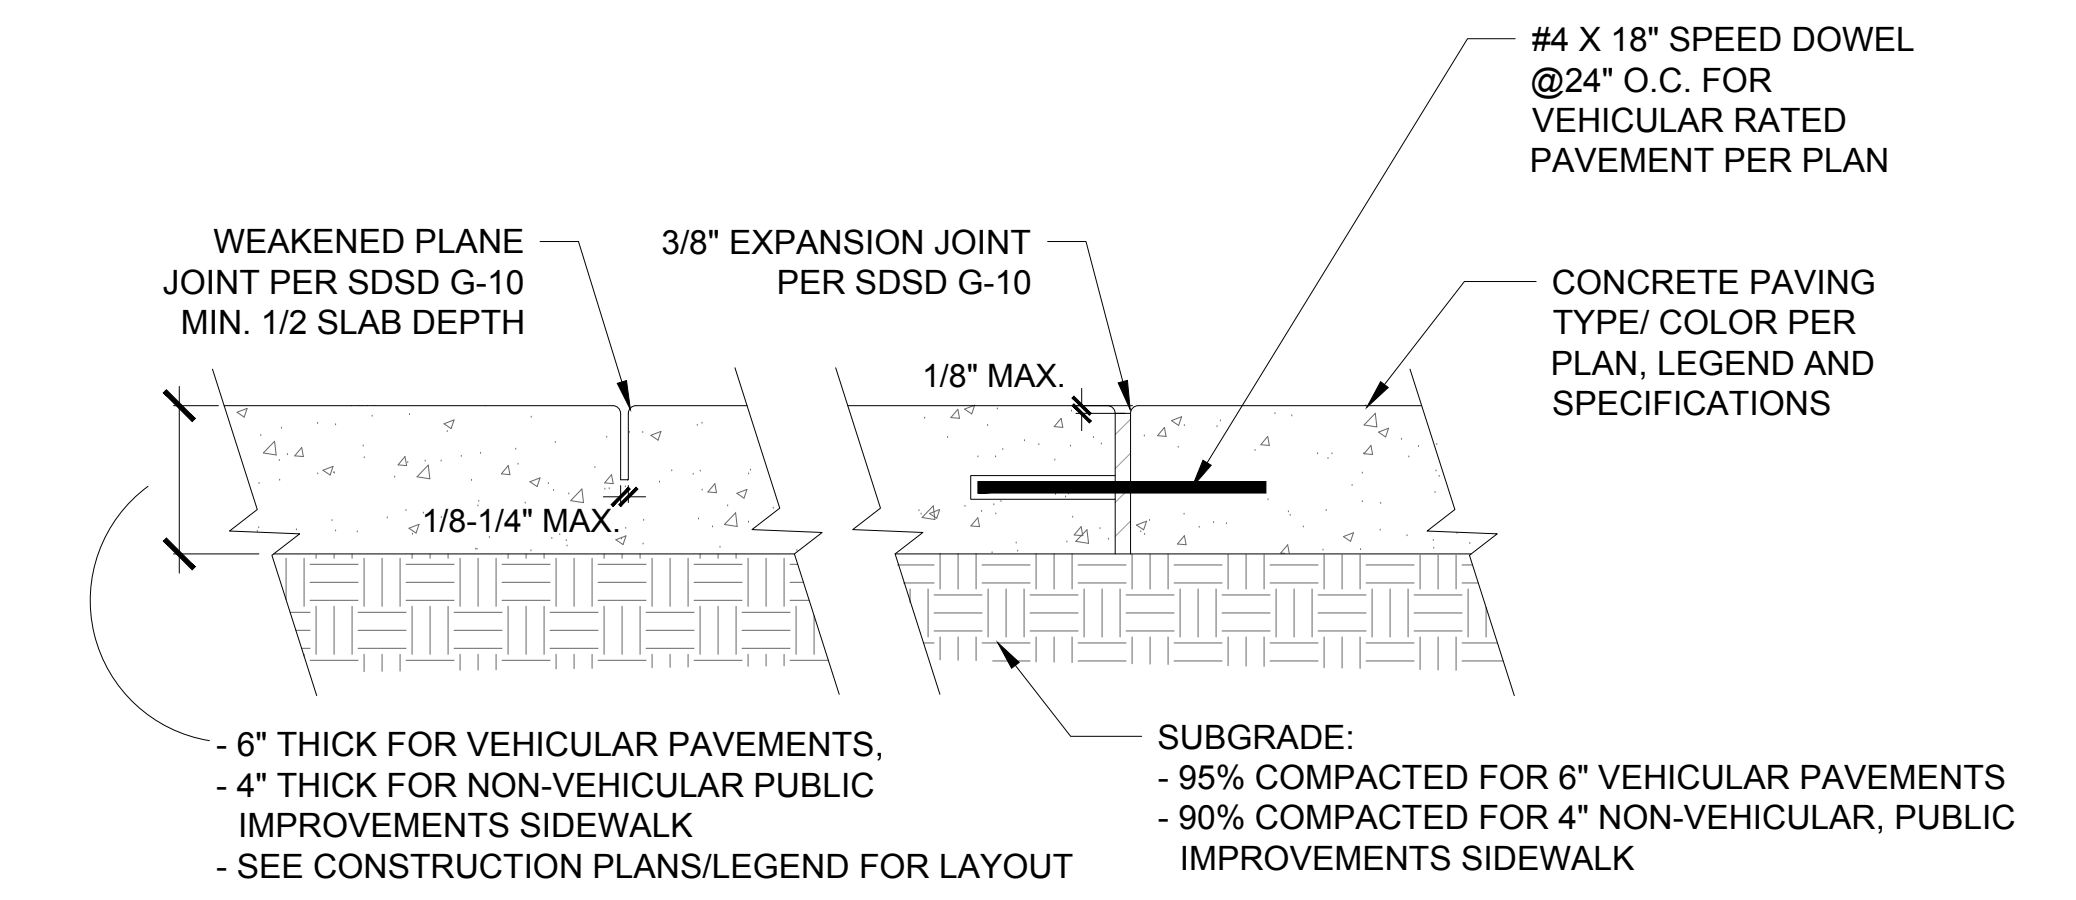 #4 X 18" SPEED DOWEL
@24" O.C. FOR
VEHICULAR RATED
PAVEMENT PER PLAN
WEAKENED PLANE
JOINT PER SDSD G-10
MIN. 1/2 SLAB DEPTH
3/8" EXPANSION JOINT
PER SDSD G-10
CONCRETE PAVING
TYPE/ COLOR PER
PLAN, LEGEND AND
SPECIFICATIONS
1/8" MAX.
1/8-1/4" MAX.
- 6" THICK FOR VEHICULAR PAVEMENTS,
- 4" THICK FOR NON-VEHICULAR PUBLIC
IMPROVEMENTS SIDEWALK
- SEE CONSTRUCTION PLANS/LEGEND FOR LAYOUT
SUBGRADE:
- 95% COMPACTED FOR 6" VEHICULAR PAVEMENTS
- 90% COMPACTED FOR 4" NON-VEHICULAR, PUBLIC
IMPROVEMENTS SIDEWALK